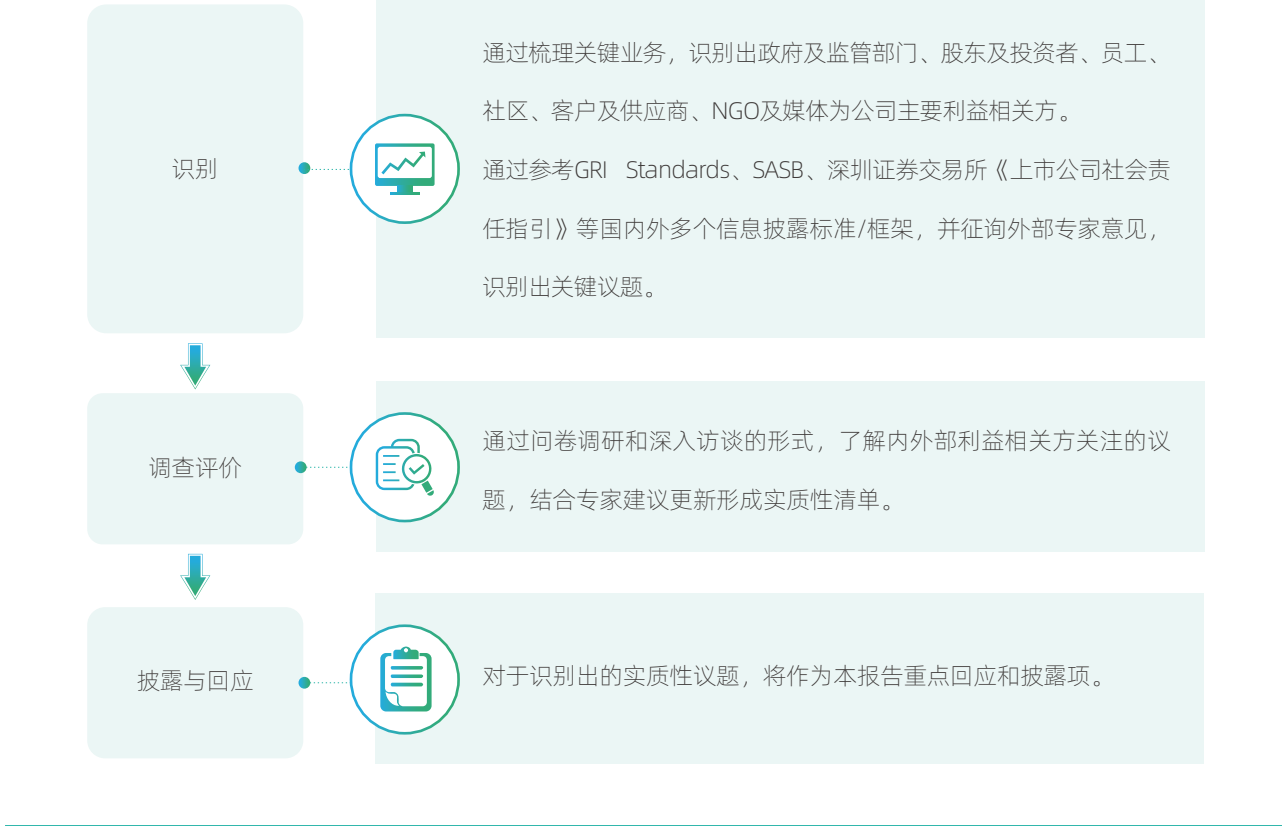 识别
通过梳理关键业务，识别出政府及监管部门、股东及投资者、员工、
社区、客户及供应商、NGO及媒体为公司主要利益相关方。
通过参考GRI Standards、SASB、深圳证券交易所《上市公司社会责
任指引》等国内外多个信息披露标准/框架，并征询外部专家意见，
识别出关键议题。
调查评价
通过问卷调研和深入访谈的形式，了解内外部利益相关方关注的议
题，结合专家建议更新形成实质性清单。
披露与回应
对于识别出的实质性议题，将作为本报告重点回应和披露项。